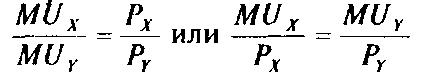 MU_X / MU_Y = P_X / P_Y или MU_X / P_X = MU_Y / P_Y